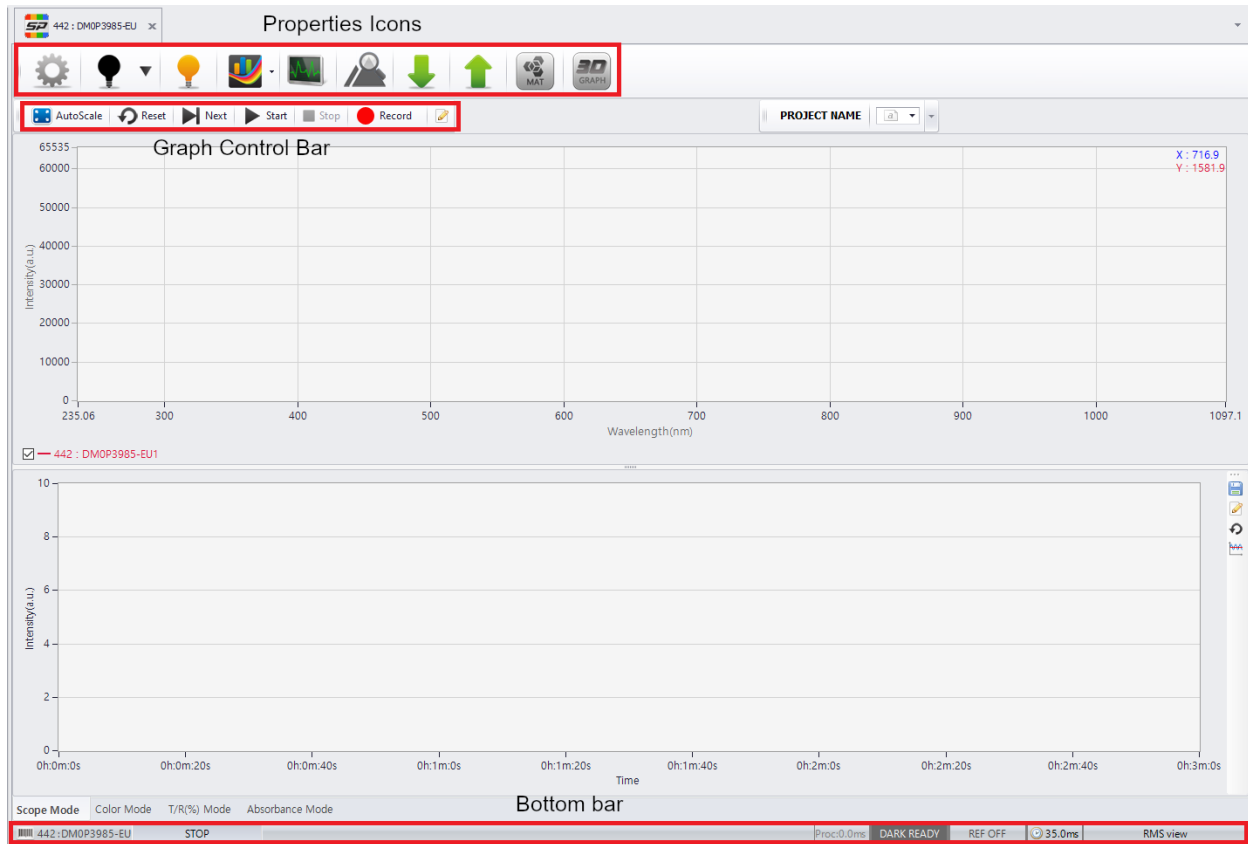 SP 442 : DM0P3985-EU ×
Properties Icons
MAT
3D GRAPH
AutoScale Reset Next Start Stop Record
PROJECT NAME a
Graph Control Bar
X : 716.9
Y : 1581.9
65535
60000
50000
40000
30000
20000
10000
0
Intensity(a.u.)
235.06 300 400 500 600 700 800 900 1000 1097.1
Wavelength(nm)
442 : DM0P3985-EU1
10
8
6
4
2
0
Intensity(a.u.)
0h:0m:0s 0h:0m:20s 0h:0m:40s 0h:1m:0s 0h:1m:20s 0h:1m:40s 0h:2m:0s 0h:2m:20s 0h:2m:40s 0h:3m:0s
Time
Scope Mode Color Mode T/R(%) Mode Absorbance Mode
Bottom bar
442:DM0P3985-EU STOP Proc:0.0ms DARK READY REF OFF 35.0ms RMS view